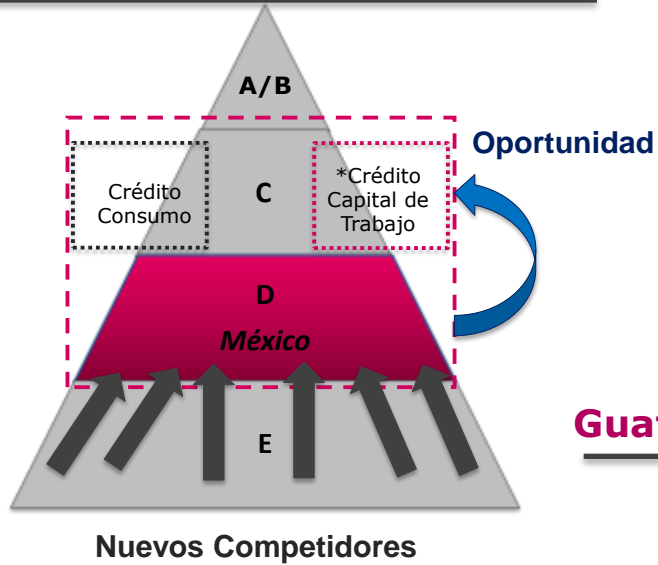 A/B
Oportunidad
Crédito
Consumo
C
*Crédito
Capital de
Trabajo
D
México
E
Nuevos Competidores